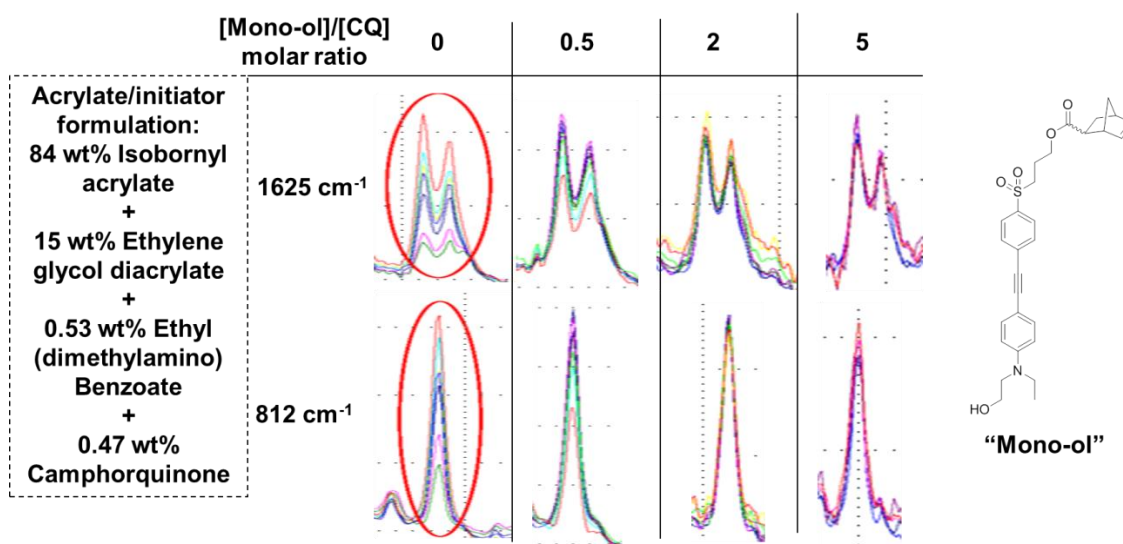 [Mono-ol]/[CQ]
molar ratio
0
0.5
2
5
Acrylate/initiator
formulation:
84 wt% Isobornyl
acrylate
+
15 wt% Ethylene
glycol diacrylate
+
0.53 wt% Ethyl
(dimethylamino)
Benzoate
+
0.47 wt%
Camphorquinone
1625 cm⁻¹
812 cm⁻¹
O
O
O
S
O
N
HO
“Mono-ol”